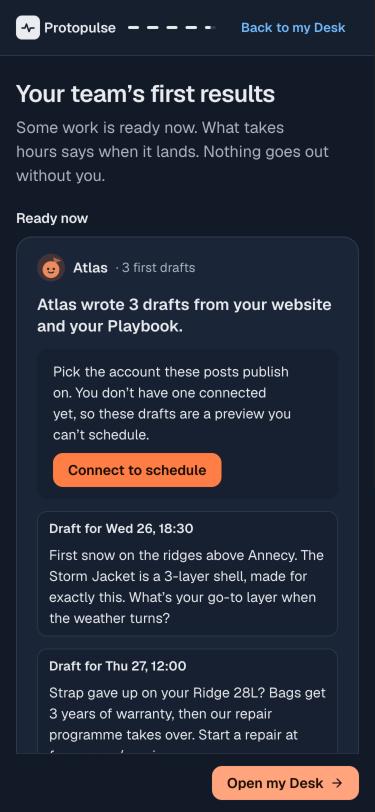 Protopulse
Back to my Desk
Your team’s first results
Some work is ready now. What takes
hours says when it lands. Nothing goes out
without you.
Ready now
Atlas · 3 first drafts
Atlas wrote 3 drafts from your website
and your Playbook.
Pick the account these posts publish
on. You don’t have one connected
yet, so these drafts are a preview you
can’t schedule.
Connect to schedule
Draft for Wed 26, 18:30
First snow on the ridges above Annecy. The
Storm Jacket is a 3-layer shell, made for
exactly this. What’s your go-to layer when
the weather turns?
Draft for Thu 27, 12:00
Strap gave up on your Ridge 28L? Bags get
3 years of warranty, then our repair
programme takes over. Start a repair at
Open my Desk →